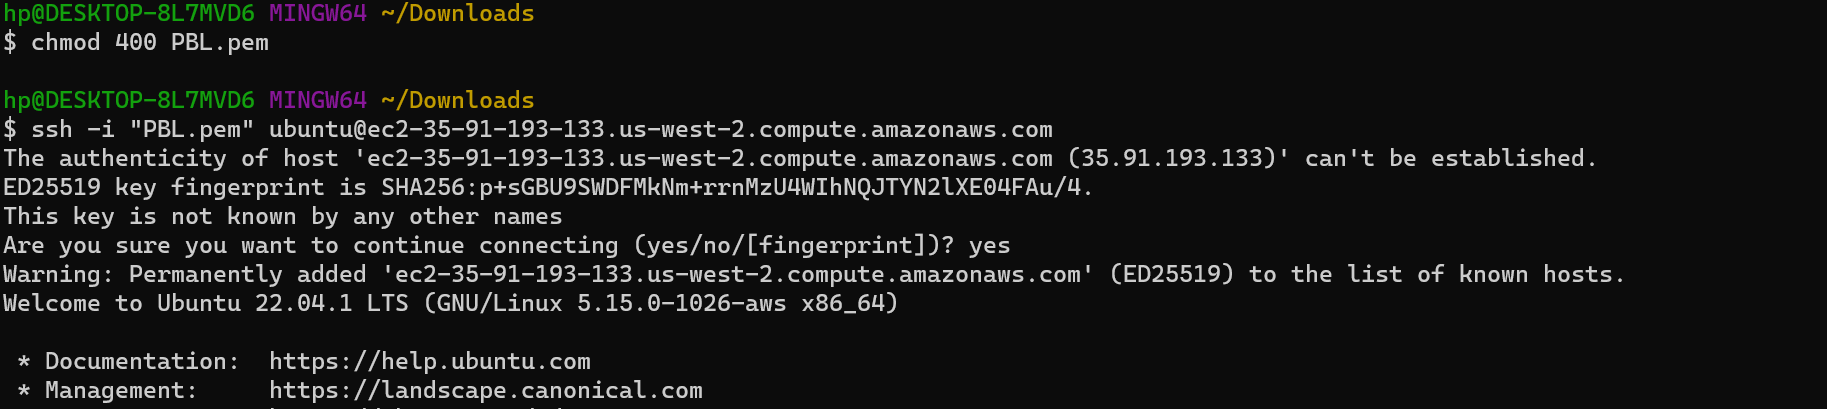 hp@DESKTOP-8L7MVD6 MINGW64 ~/Downloads
$ chmod 400 PBL.pem
hp@DESKTOP-8L7MVD6 MINGW64 ~/Downloads
$ ssh -i "PBL.pem" ubuntu@ec2-35-91-193-133.us-west-2.compute.amazonaws.com
The authenticity of host 'ec2-35-91-193-133.us-west-2.compute.amazonaws.com (35.91.193.133)' can't be established.
ED25519 key fingerprint is SHA256:p+sGBU9SWDFMkNm+rrnMzU4WIhNQJTYN2lXE04FAu/4.
This key is not known by any other names
Are you sure you want to continue connecting (yes/no/[fingerprint])? yes
Warning: Permanently added 'ec2-35-91-193-133.us-west-2.compute.amazonaws.com' (ED25519) to the list of known hosts.
Welcome to Ubuntu 22.04.1 LTS (GNU/Linux 5.15.0-1026-aws x86_64)
* Documentation:  https://help.ubuntu.com
* Management:     https://landscape.canonical.com